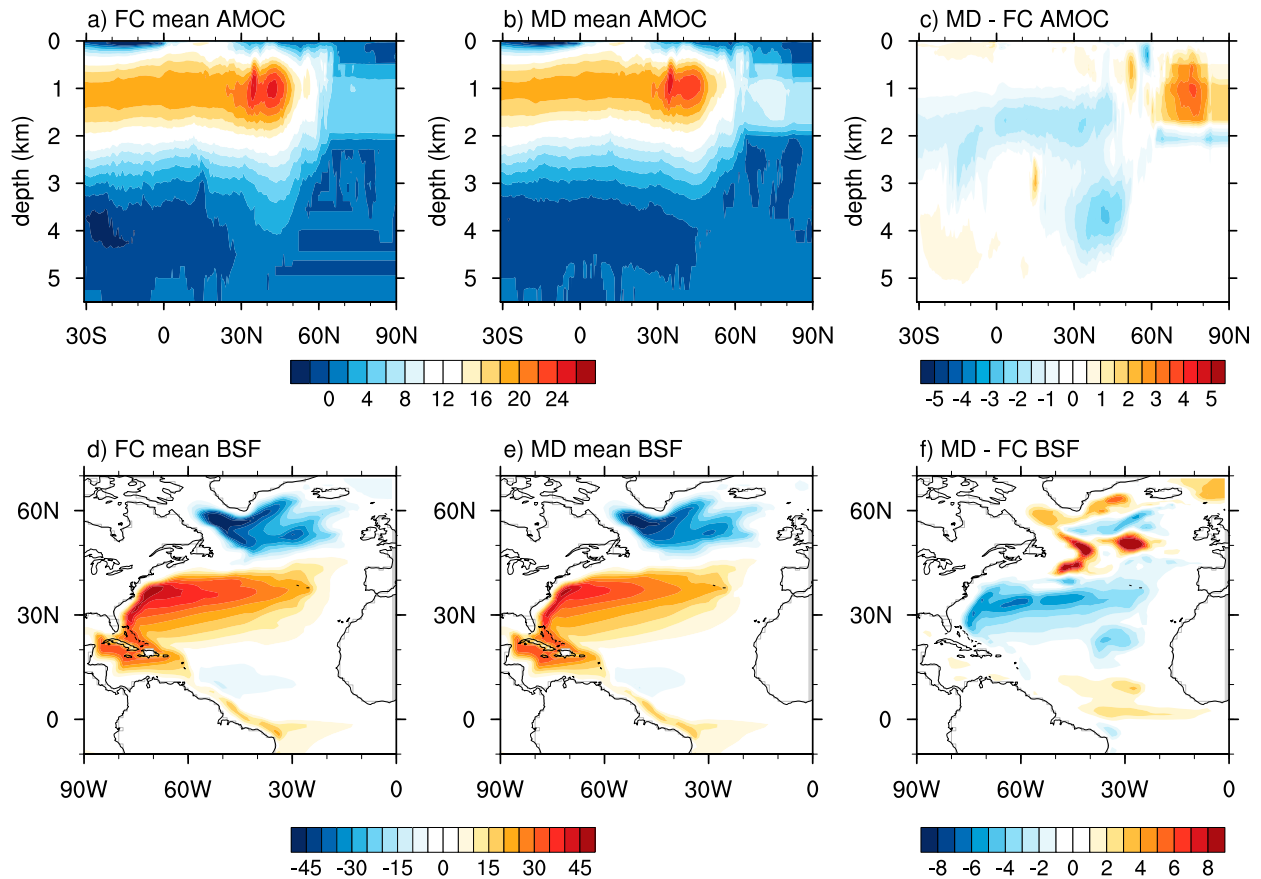 a) FC mean AMOC
b) MD mean AMOC
c) MD - FC AMOC
depth (km)
0
1
2
3
4
5
30S 0 30N 60N 90N
depth (km)
0
1
2
3
4
5
30S 0 30N 60N 90N
depth (km)
0
1
2
3
4
5
30S 0 30N 60N 90N
0 4 8 12 16 20 24
-5 -4 -3 -2 -1 0 1 2 3 4 5
d) FC mean BSF
e) MD mean BSF
f) MD - FC BSF
60N
30N
0
90W 60W 30W 0
60N
30N
0
90W 60W 30W 0
60N
30N
0
90W 60W 30W 0
-45 -30 -15 0 15 30 45
-8 -6 -4 -2 0 2 4 6 8